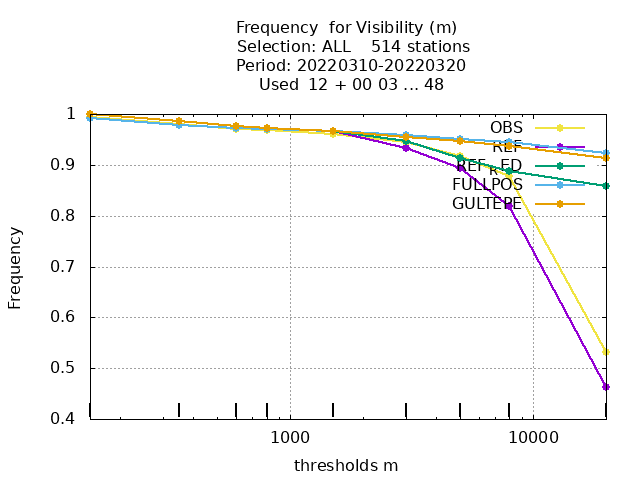 Frequency for Visibility (m)
Selection: ALL 514 stations
Period: 20220310-20220320
Used 12 + 00 03 ... 48
1
0.9
0.8
0.7
0.6
0.5
0.4
Frequency
OBS
REF
REF_RED
FULLPOS
GULTEPE
1000
10000
thresholds m